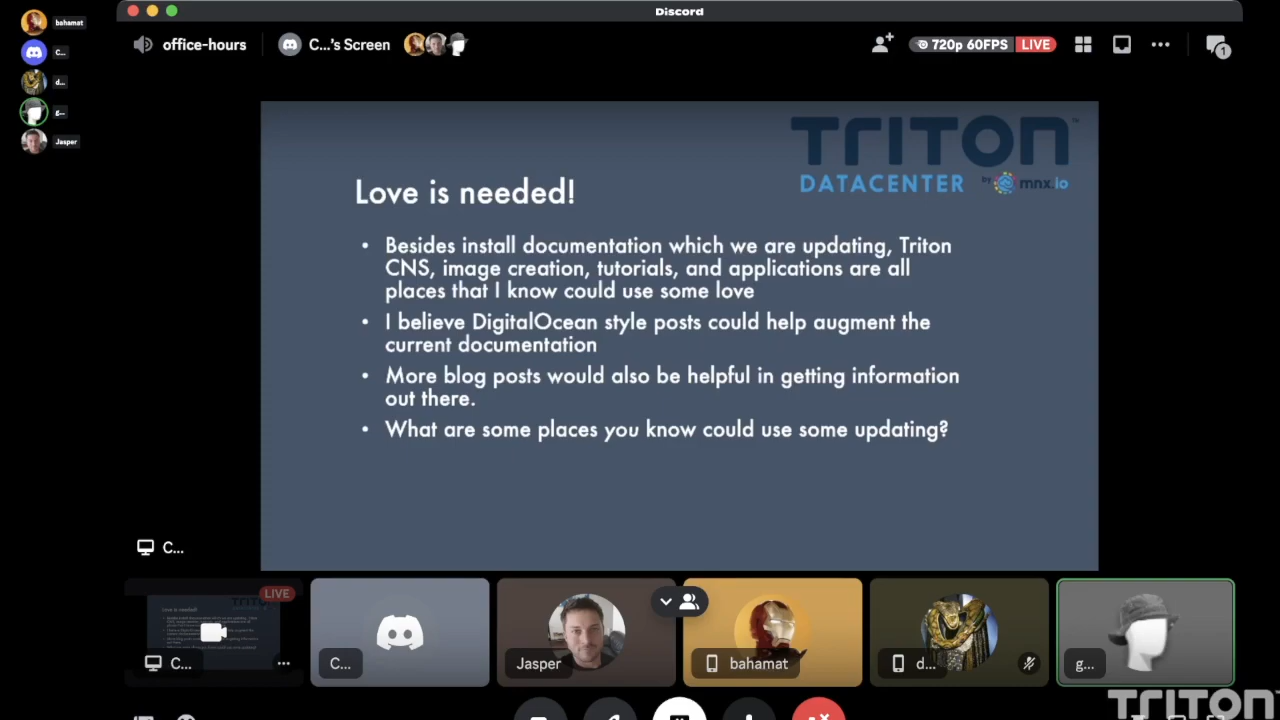 Discord
bahamat
C...
d...
g...
Jasper
office-hours
C...'s Screen
720p 60FPS
LIVE
1
TRITON
DATACENTER
by mnx.io
Love is needed!
• Besides install documentation which we are updating, Triton
CNS, image creation, tutorials, and applications are all
places that I know could use some love
• I believe DigitalOcean style posts could help augment the
current documentation
• More blog posts would also be helpful in getting information
out there.
• What are some places you know could use some updating?
C...
LIVE
Love is needed!
C...
C...
Jasper
bahamat
d...
g...
TRITON